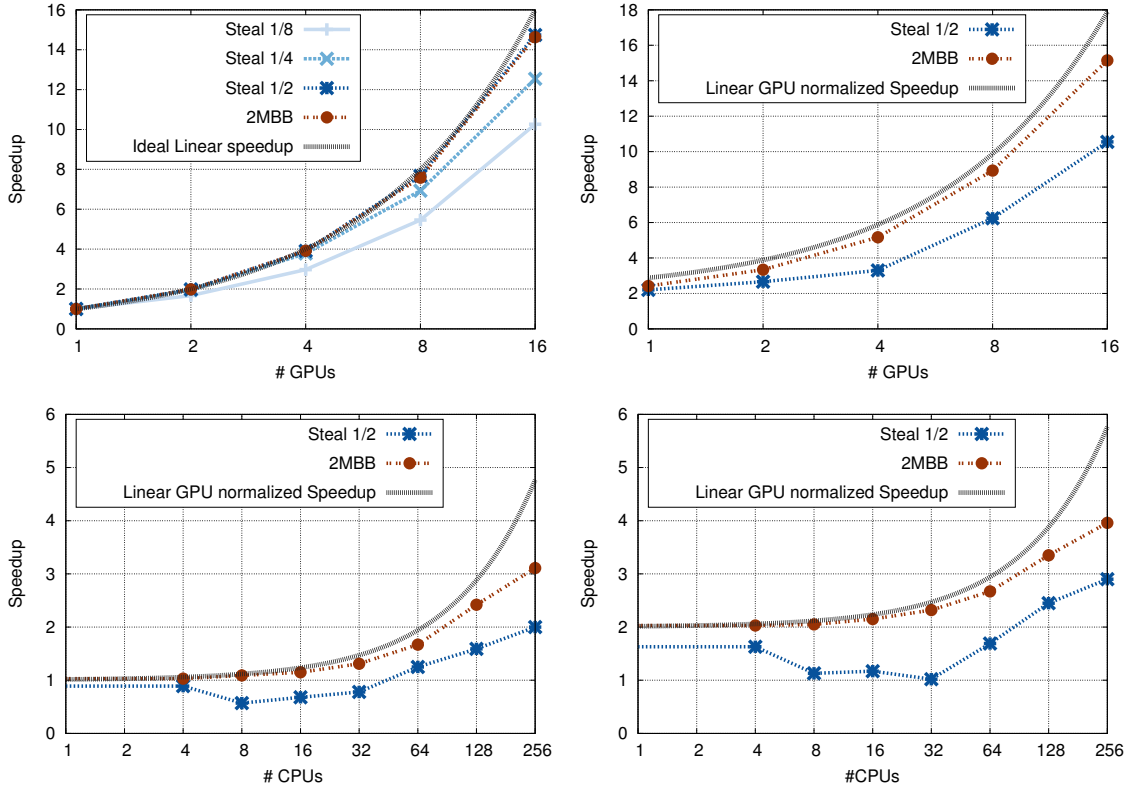 Steal 1/8
Steal 1/4
Steal 1/2
2MBB
Ideal Linear speedup
Speedup
0
2
4
6
8
10
12
14
16
1
2
4
8
16
# GPUs
Steal 1/2
2MBB
Linear GPU normalized Speedup
Speedup
0
2
4
6
8
10
12
14
16
18
1
2
4
8
16
# GPUs
Steal 1/2
2MBB
Linear GPU normalized Speedup
Speedup
0
1
2
3
4
5
6
1
2
4
8
16
32
64
128
256
# CPUs
Steal 1/2
2MBB
Linear GPU normalized Speedup
Speedup
0
1
2
3
4
5
6
1
2
4
8
16
32
64
128
256
#CPUs